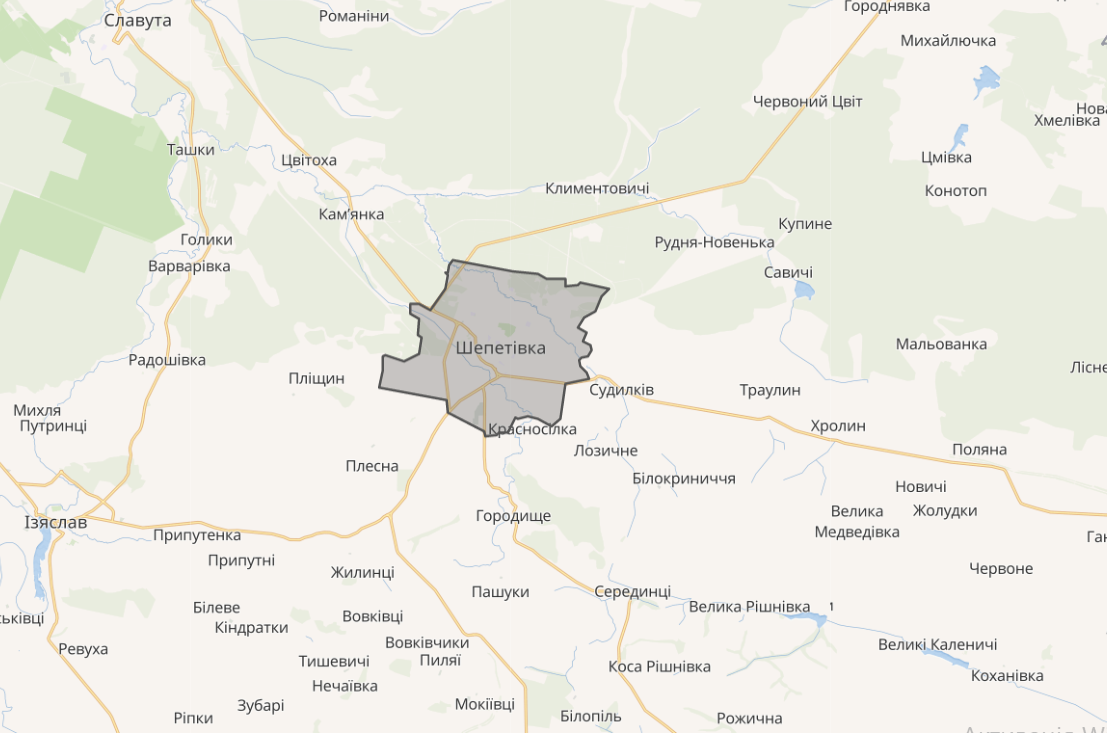 Романіни
Городнявка
Славута
Михайлючка
Червоний Цвіт
Нова
Хмелівка
Ташки
Цвітоха
Цмівка
Климентовичі
Конотоп
Кам'янка
Купине
Голики
Рудня-Новенька
Варварівка
Савичі
Мальованка
Шепетівка
Радошівка
Лісне
Пліщин
Судилків
Траулин
Михля
Путринці
Хролин
Красносілка
Лозичне
Поляна
Плесна
Білокриниччя
Новичі
Велика
Медведівка
Жолудки
Городище
Ізяслав
Припутенка
Ган
Припутні
Жилинці
Червоне
Пашуки
Серединці
Білеве
Велика Рішнівка
ськівці
Вовківці
Кіндратки
Вовківчики
Великі Каленичі
Ревуха
Пиляї
Тишевичі
Коса Рішнівка
Коханівка
Нечаївка
Зубарі
Мокіївці
Ріпки
Білопіль
Рожична